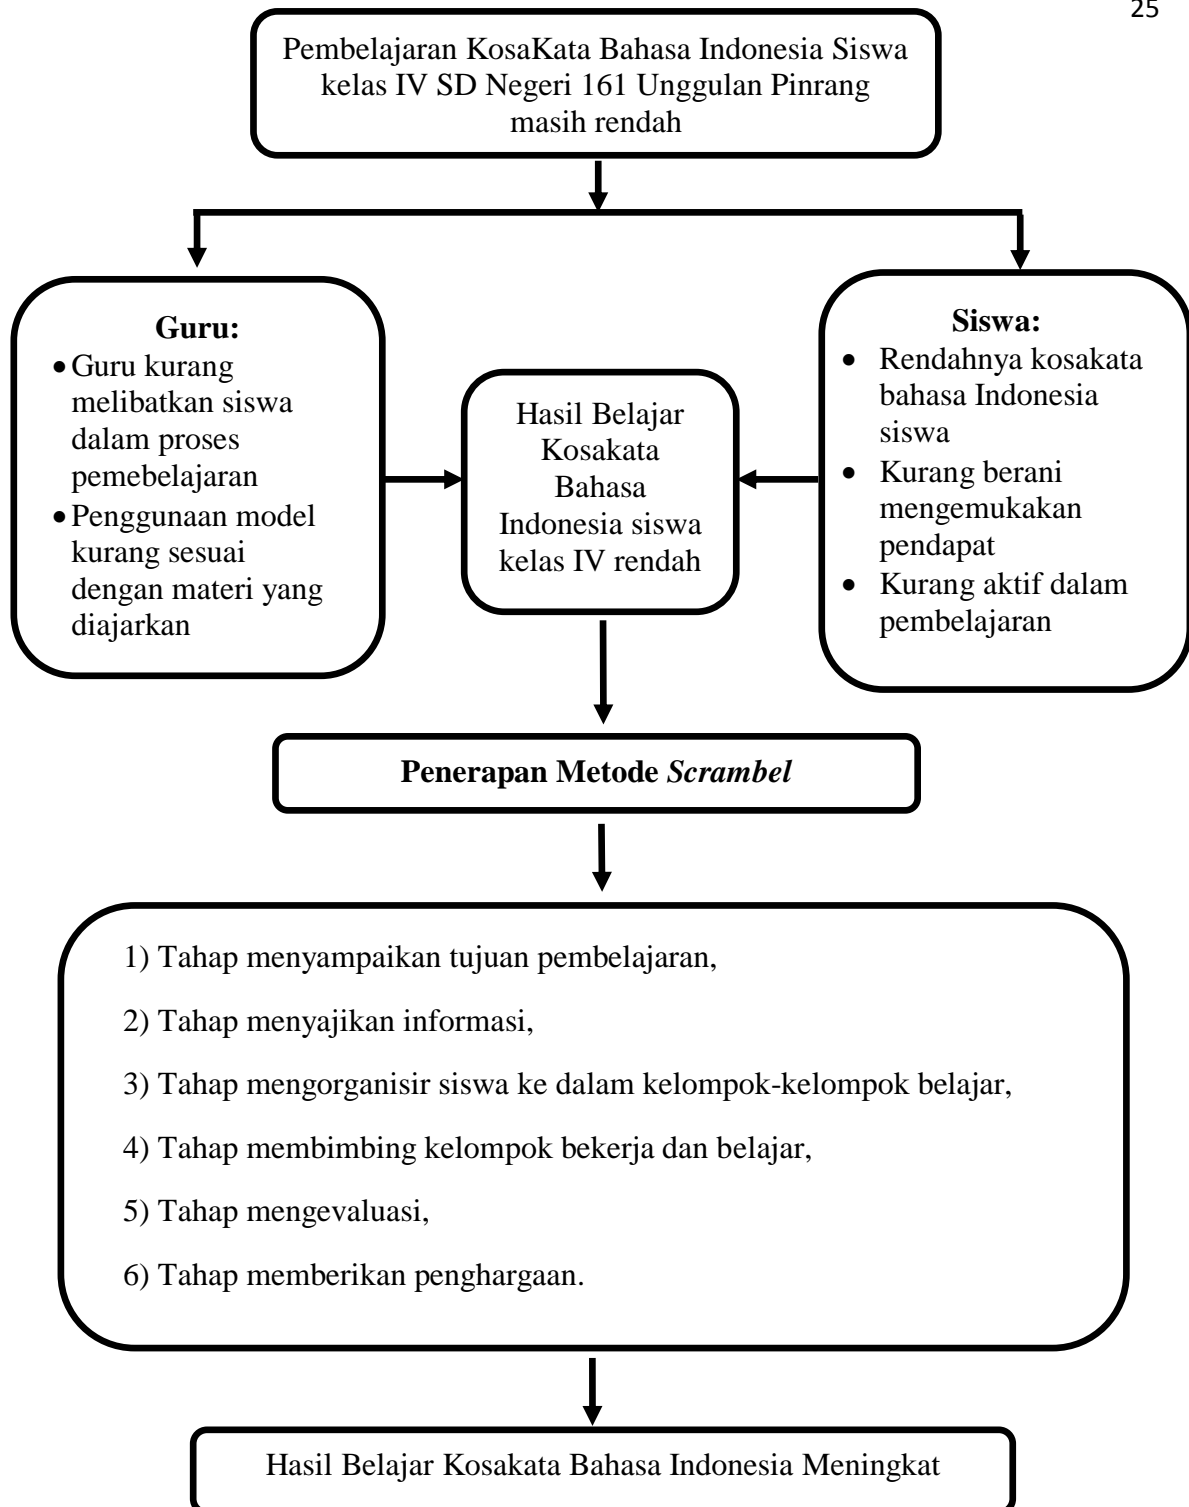 25
Pembelajaran KosaKata Bahasa Indonesia Siswa
kelas IV SD Negeri 161 Unggulan Pinrang
masih rendah
Guru:
• Guru kurang
melibatkan siswa
dalam proses
pemebelajaran
• Penggunaan model
kurang sesuai
dengan materi yang
diajarkan
Hasil Belajar
Kosakata
Bahasa
Indonesia siswa
kelas IV rendah
Siswa:
• Rendahnya kosakata
bahasa Indonesia
siswa
• Kurang berani
mengemukakan
pendapat
• Kurang aktif dalam
pembelajaran
Penerapan Metode Scrambel
1) Tahap menyampaikan tujuan pembelajaran,
2) Tahap menyajikan informasi,
3) Tahap mengorganisir siswa ke dalam kelompok-kelompok belajar,
4) Tahap membimbing kelompok bekerja dan belajar,
5) Tahap mengevaluasi,
6) Tahap memberikan penghargaan.
Hasil Belajar Kosakata Bahasa Indonesia Meningkat